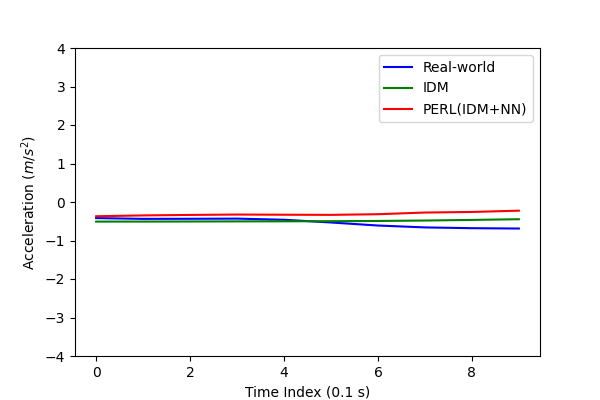 4
3
2
1
0
−1
−2
−3
−4
Acceleration (m/s²)
Real-world
IDM
PERL(IDM+NN)
0 2 4 6 8
Time Index (0.1 s)